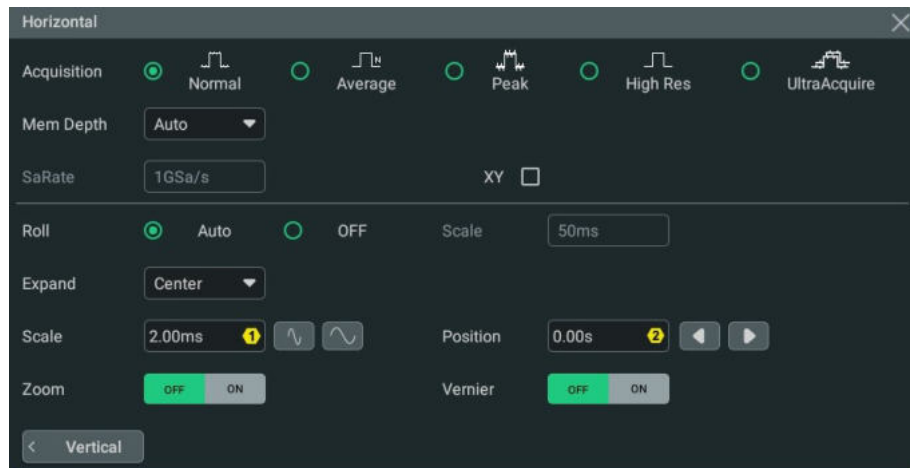 Horizontal
Acquisition Normal N Average Peak High Res UltraAcquire
Mem Depth Auto
SaRate 1GSa/s XY
Roll Auto OFF Scale 50ms
Expand Center
Scale 2.00ms 1 Position 0.00s 2
Zoom OFF ON Vernier OFF ON
< Vertical